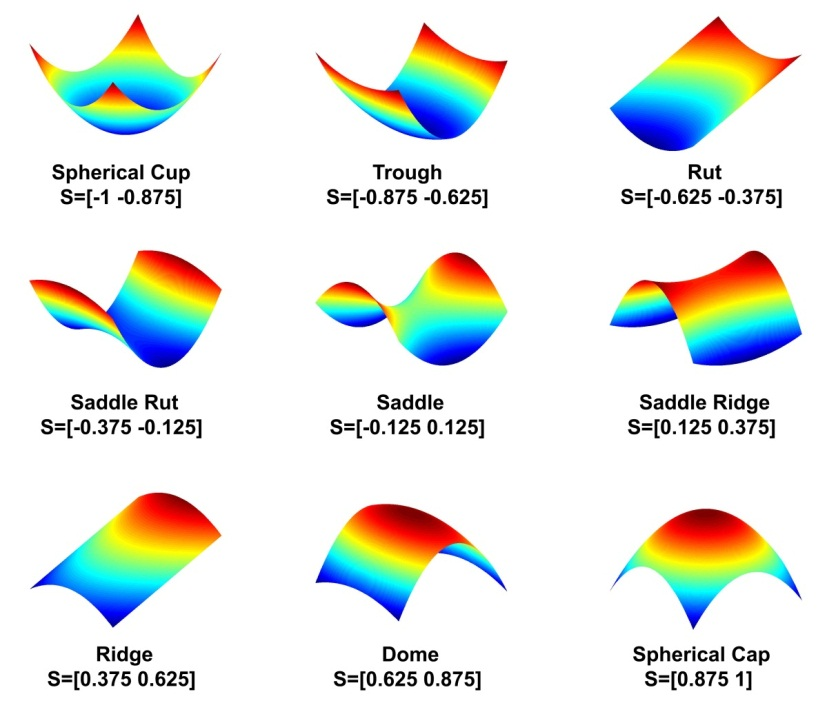 Spherical Cup
S=[-1 -0.875]
Trough
S=[-0.875 -0.625]
Rut
S=[-0.625 -0.375]
Saddle Rut
S=[-0.375 -0.125]
Saddle
S=[-0.125 0.125]
Saddle Ridge
S=[0.125 0.375]
Ridge
S=[0.375 0.625]
Dome
S=[0.625 0.875]
Spherical Cap
S=[0.875 1]